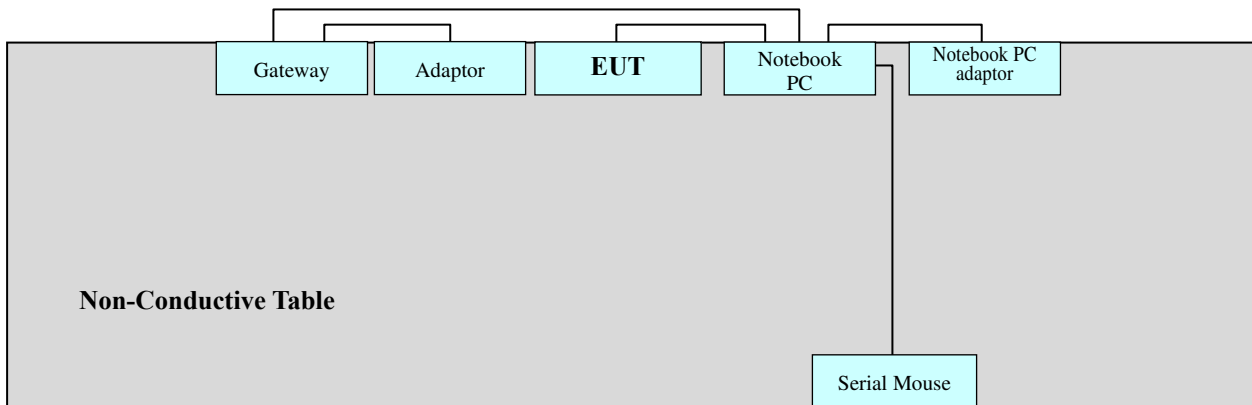 Gateway
Adaptor
EUT
Notebook
PC
Notebook PC
adaptor
Non-Conductive Table
Serial Mouse